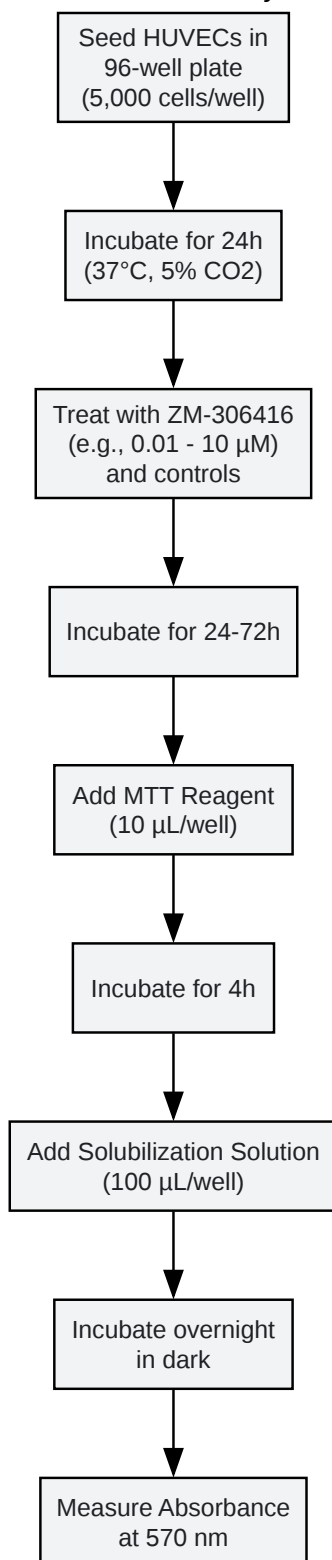 Seed HUVECs in
96-well plate
(5,000 cells/well)
Incubate for 24h
(37°C, 5% CO2)
Treat with ZM-306416
(e.g., 0.01 - 10 µM)
and controls
Incubate for 24-72h
Add MTT Reagent
(10 µL/well)
Incubate for 4h
Add Solubilization Solution
(100 µL/well)
Incubate overnight
in dark
Measure Absorbance
at 570 nm